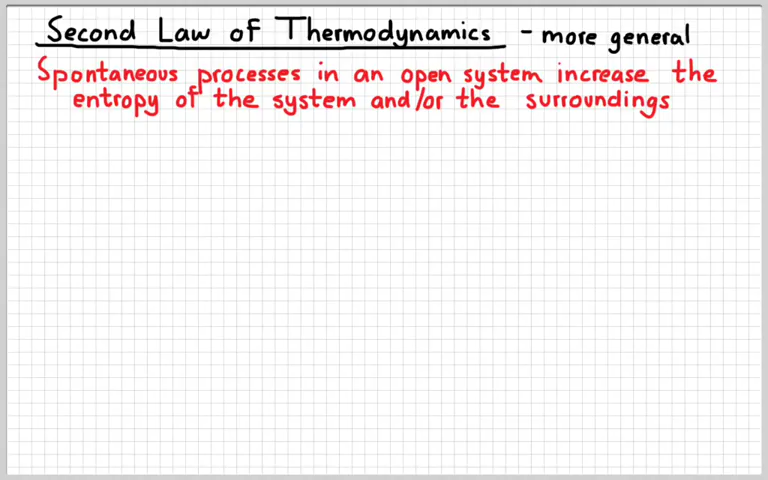 Second Law of Thermodynamics - more general
Spontaneous processes in an open system increase the
entropy of the system and/or the surroundings